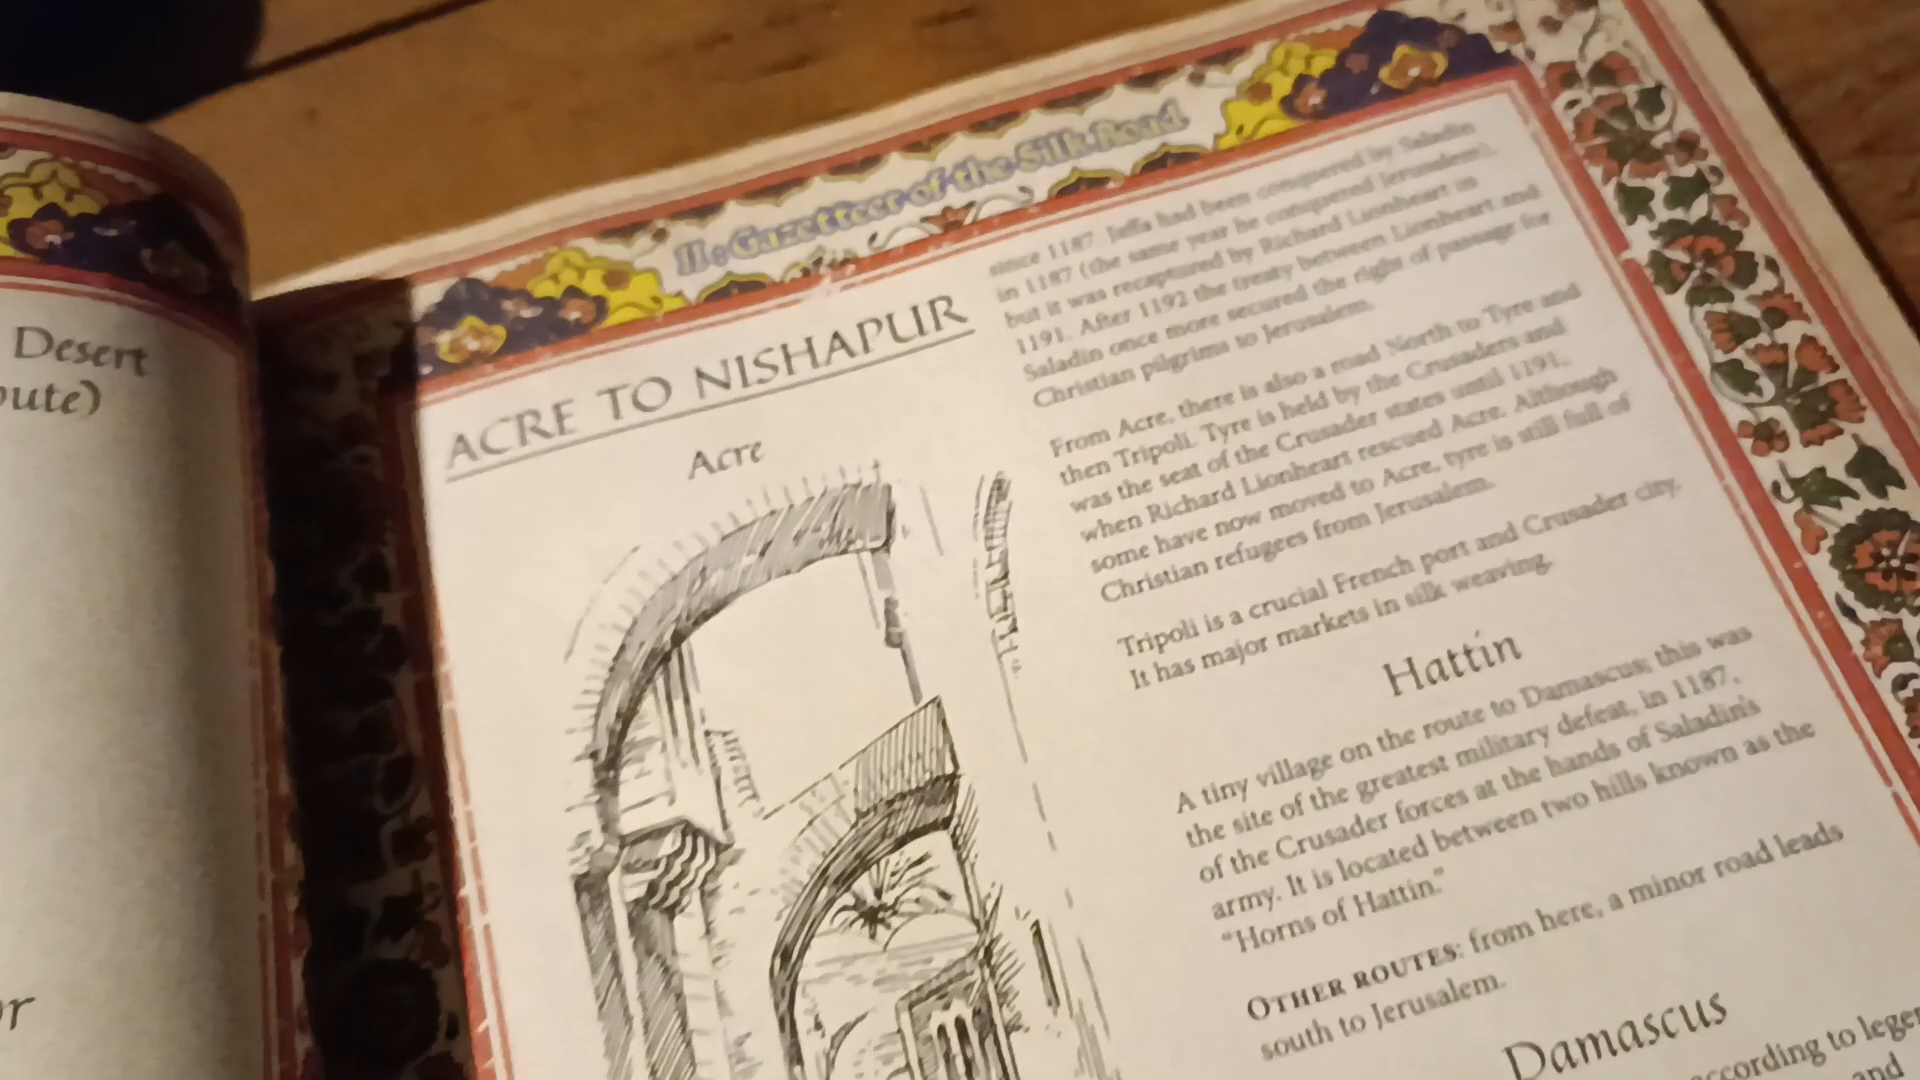 Desert
oute)
or
II: Gazetteer of the Silk Road
ACRE TO NISHAPUR
Acre
since 1187. Jaffa had been conquered by Saladin
in 1187 (the same year he conquered Jerusalem),
but it was recaptured by Richard Lionheart in
1191. After 1192 the treaty between Lionheart and
Saladin once more secured the right of passage for
Christian pilgrims to Jerusalem.
From Acre, there is also a road North to Tyre and
then Tripoli. Tyre is held by the Crusaders and
was the seat of the Crusader states until 1191,
when Richard Lionheart rescued Acre. Although
some have now moved to Acre, tyre is still full of
Christian refugees from Jerusalem.
Tripoli is a crucial French port and Crusader city.
It has major markets in silk weaving.
Hattin
A tiny village on the route to Damascus; this was
the site of the greatest military defeat, in 1187,
of the Crusader forces at the hands of Saladin's
army. It is located between two hills known as the
"Horns of Hattin."
OTHER ROUTES: from here, a minor road leads
south to Jerusalem.
Damascus
according to legen
and